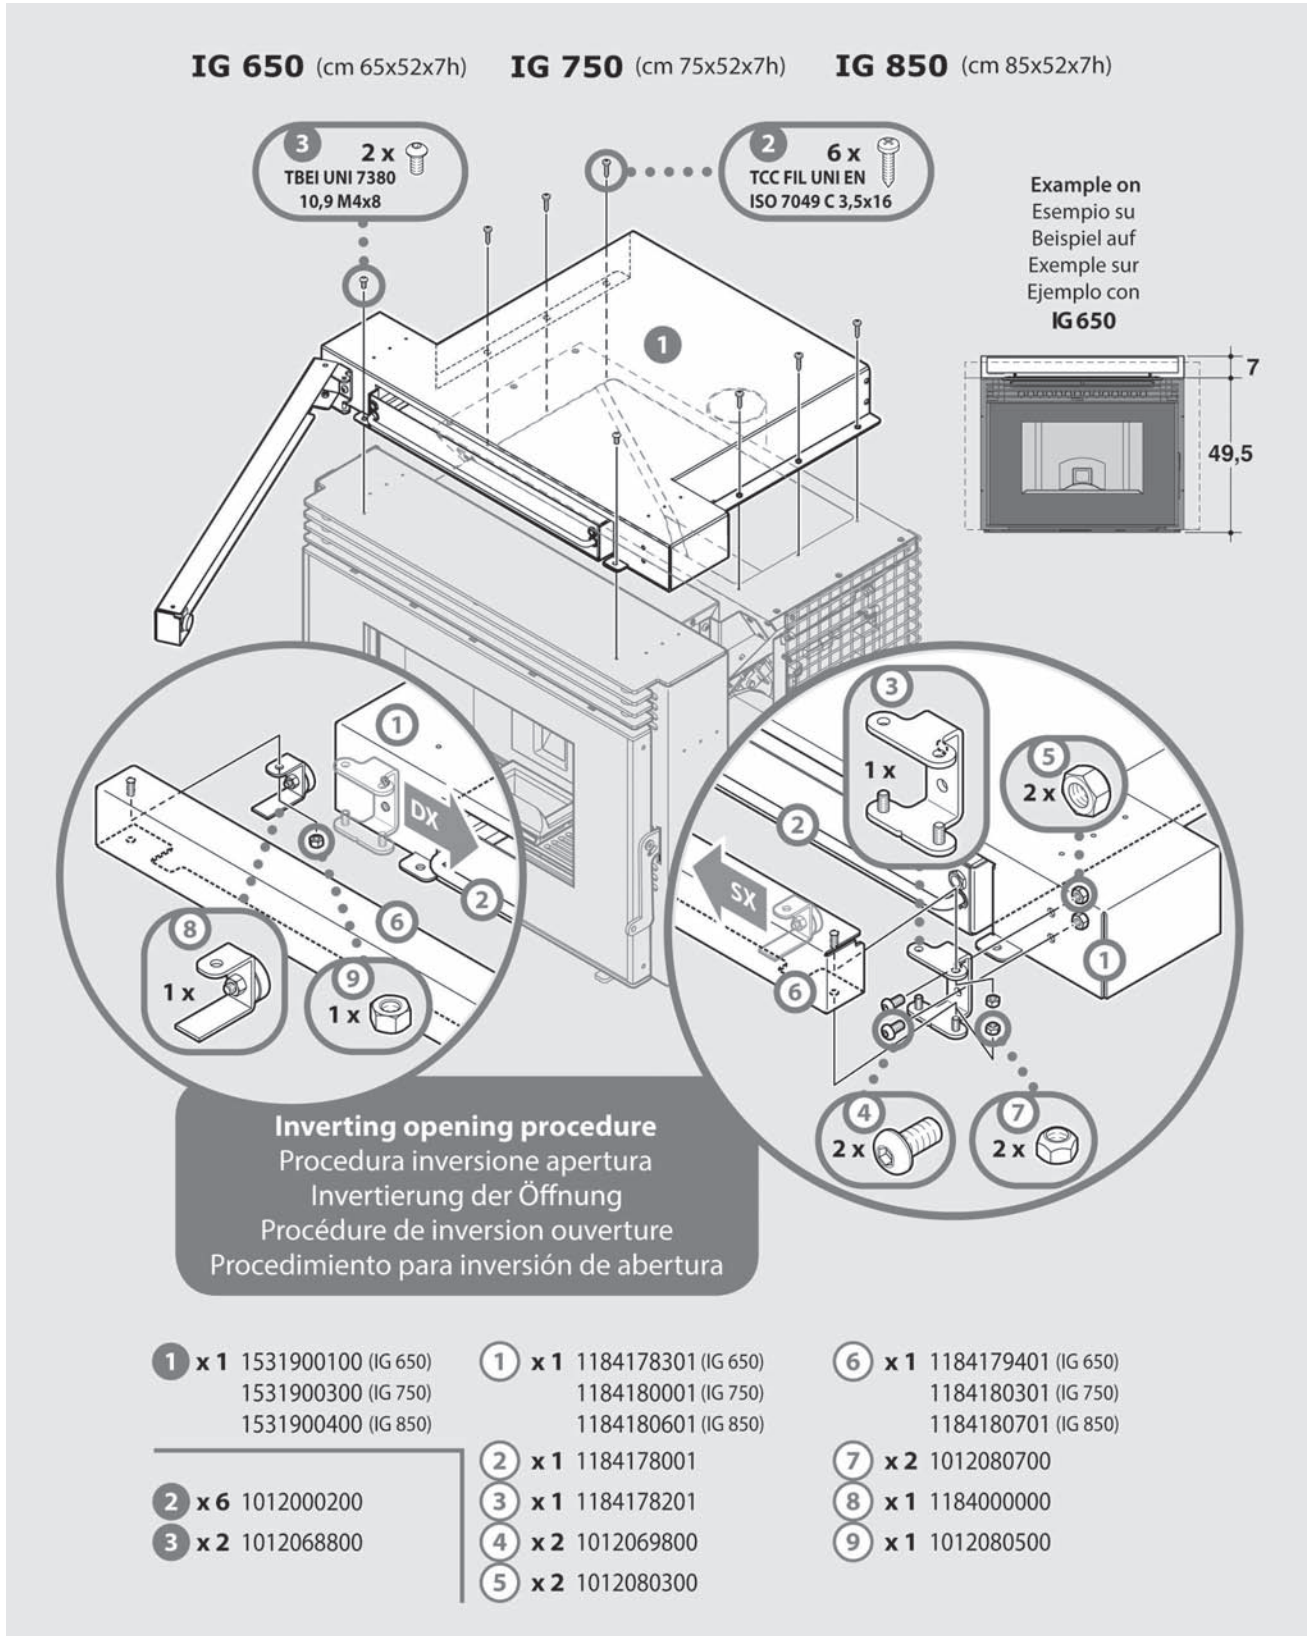 IG 650 (cm 65x52x7h) IG 750 (cm 75x52x7h) IG 850 (cm 85x52x7h)
3 2 x
TBEI UNI 7380
10,9 M4x8
2 6 x
TCC FIL UNI EN
ISO 7049 C 3,5x16
Example on
Esempio su
Beispiel auf
Exemple sur
Ejemplo con
IG 650
7
49,5
1
1
DX
2
6
8
1 x
9
1 x
3
1 x
5
2 x
2
SX
6
1
4
2 x
7
2 x
Inverting opening procedure
Procedura inversione apertura
Invertierung der Öffnung
Procédure de inversion ouverture
Procedimiento para inversión de abertura
1 x 1 1531900100 (IG 650)
1531900300 (IG 750)
1531900400 (IG 850)
2 x 6 1012000200
3 x 2 1012068800
1 x 1 1184178301 (IG 650)
1184180001 (IG 750)
1184180601 (IG 850)
2 x 1 1184178001
3 x 1 1184178201
4 x 2 1012069800
5 x 2 1012080300
6 x 1 1184179401 (IG 650)
1184180301 (IG 750)
1184180701 (IG 850)
7 x 2 1012080700
8 x 1 1184000000
9 x 1 1012080500